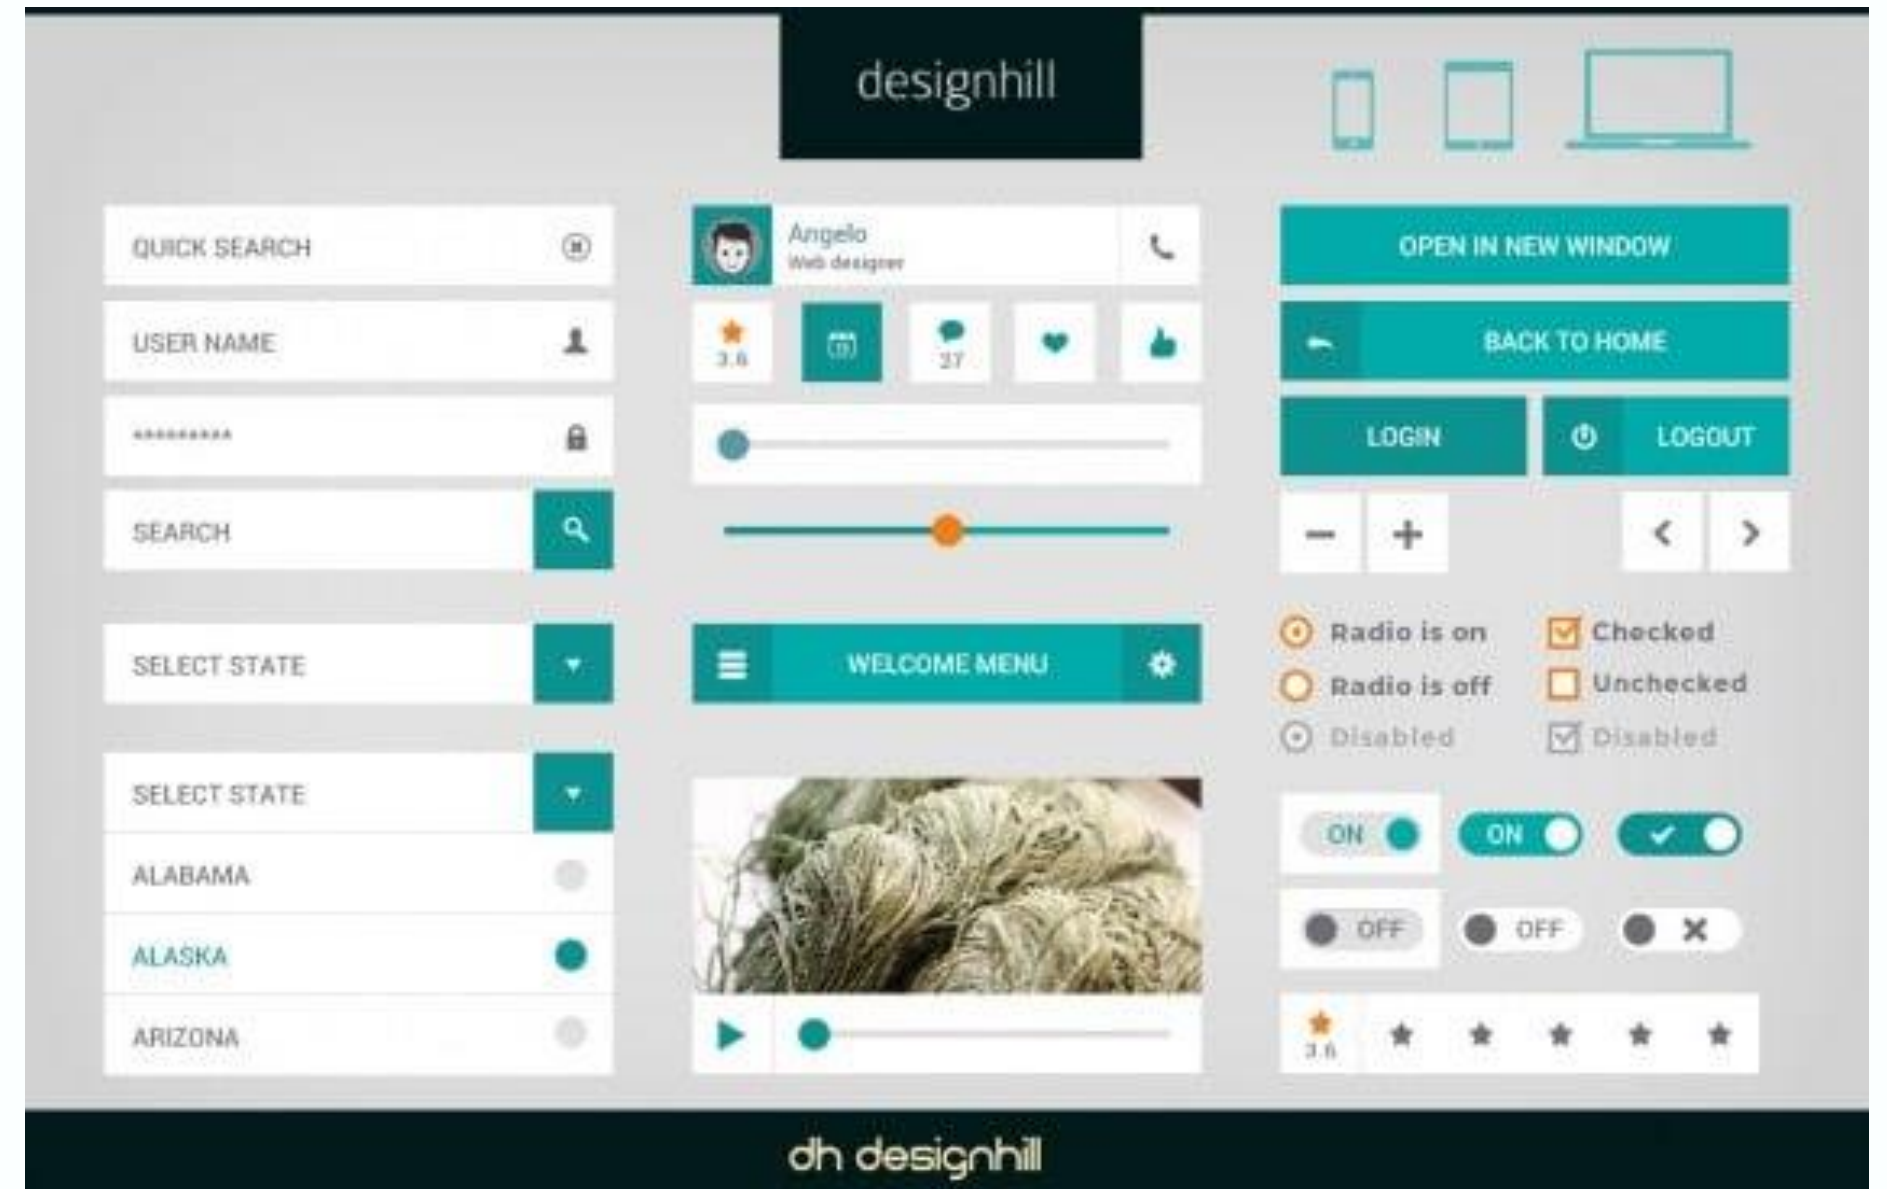 designhill
QUICK SEARCH
USER NAME
*********
SEARCH
SELECT STATE
SELECT STATE
ALABAMA
ALASKA
ARIZONA
Angelo
Web designer
3.6
27
WELCOME MENU
OPEN IN NEW WINDOW
BACK TO HOME
LOGIN
LOGOUT
Radio is on
Checked
Radio is off
Unchecked
Disabled
Disabled
ON
ON
OFF
OFF
3.6
dh designhill